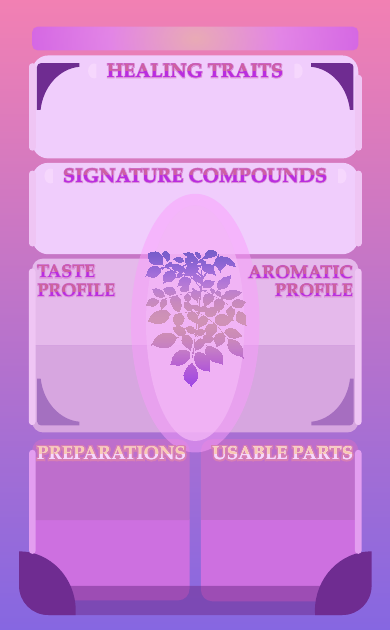 HEALING TRAITS
SIGNATURE COMPOUNDS
TASTE
PROFILE
AROMATIC
PROFILE
PREPARATIONS
USABLE PARTS